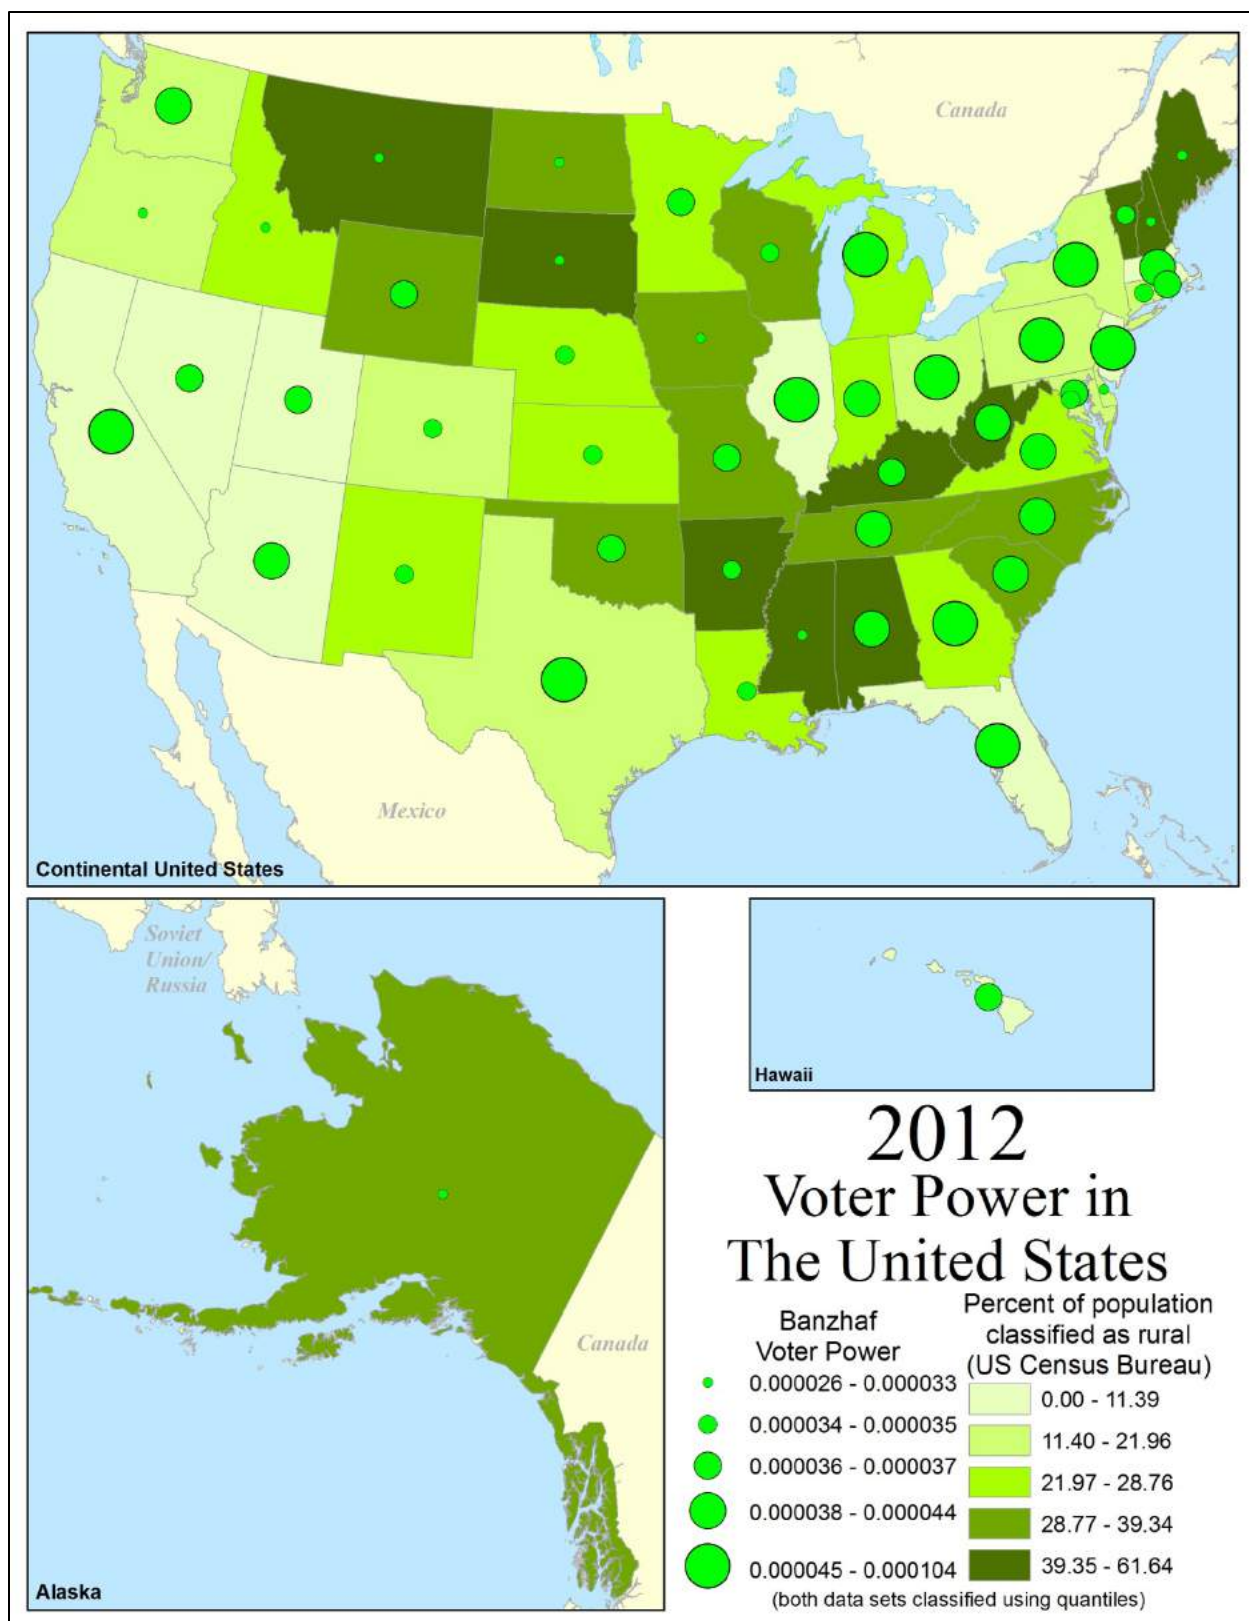 Canada
Mexico
Continental United States
Soviet
Union/
Russia
Canada
Alaska
Hawaii
2012
Voter Power in
The United States
Banzhaf
Voter Power
0.000026 - 0.000033
0.000034 - 0.000035
0.000036 - 0.000037
0.000038 - 0.000044
0.000045 - 0.000104
Percent of population
classified as rural
(US Census Bureau)
0.00 - 11.39
11.40 - 21.96
21.97 - 28.76
28.77 - 39.34
39.35 - 61.64
(both data sets classified using quantiles)